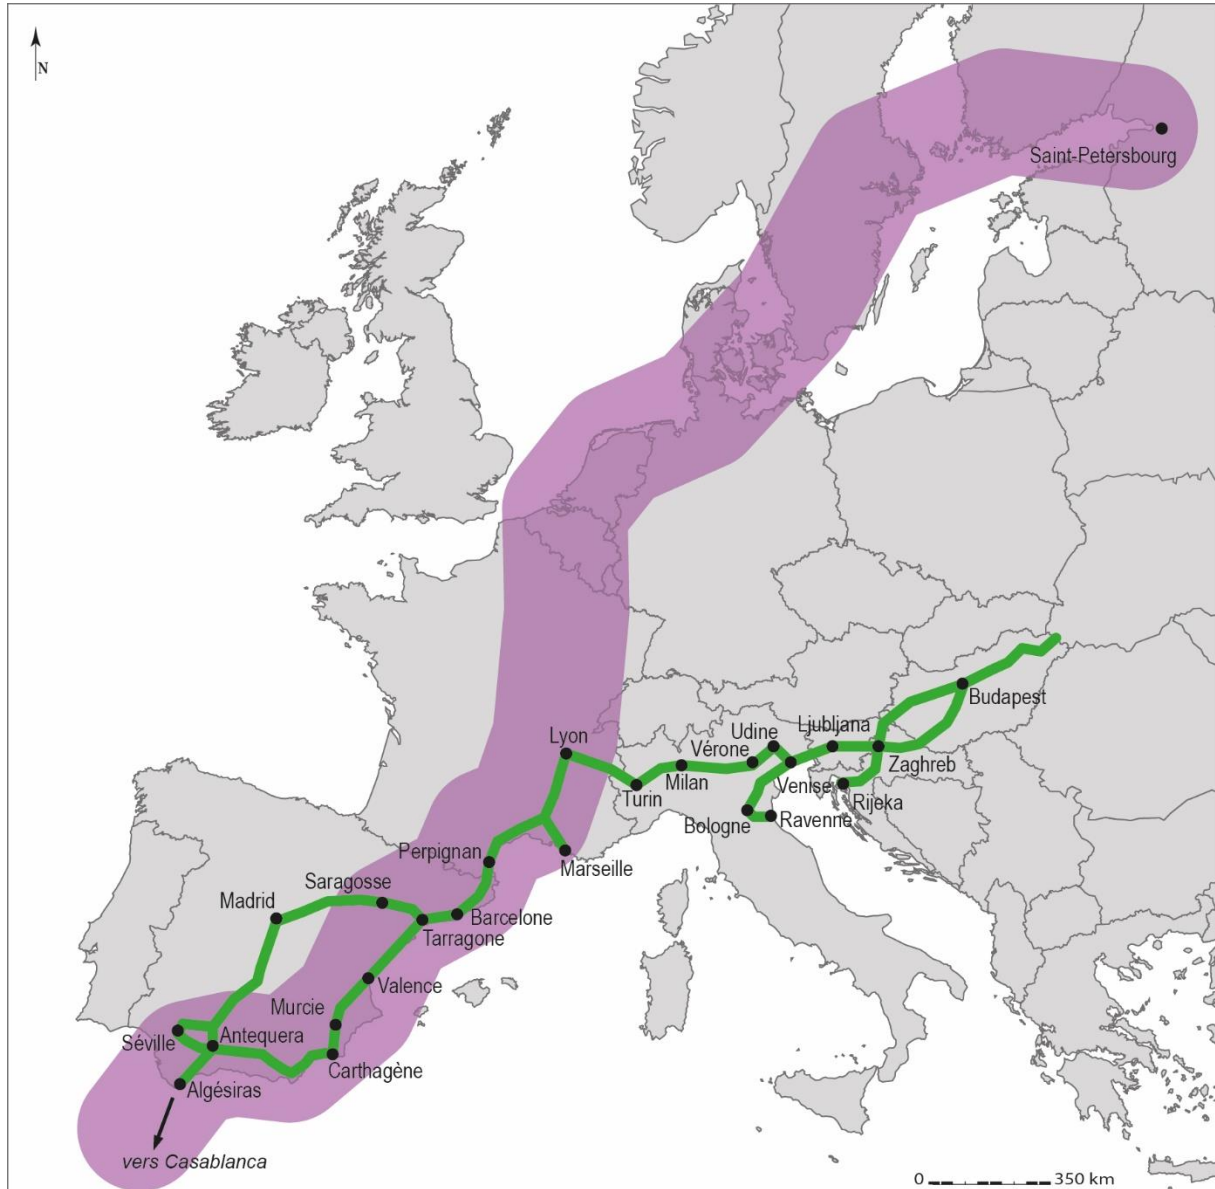 N
Saint-Petersbourg
Budapest
Ljubljana
Udine
Lyon
Vérone
Zaghreb
Milan
Venise
Turin
Rijeka
Bologne
Ravenne
Perpignan
Marseille
Saragosse
Madrid
Barcelone
Tarragone
Valence
Murcie
Antequera
Séville
Carthagène
Algésiras
vers Casablanca
0 350 km